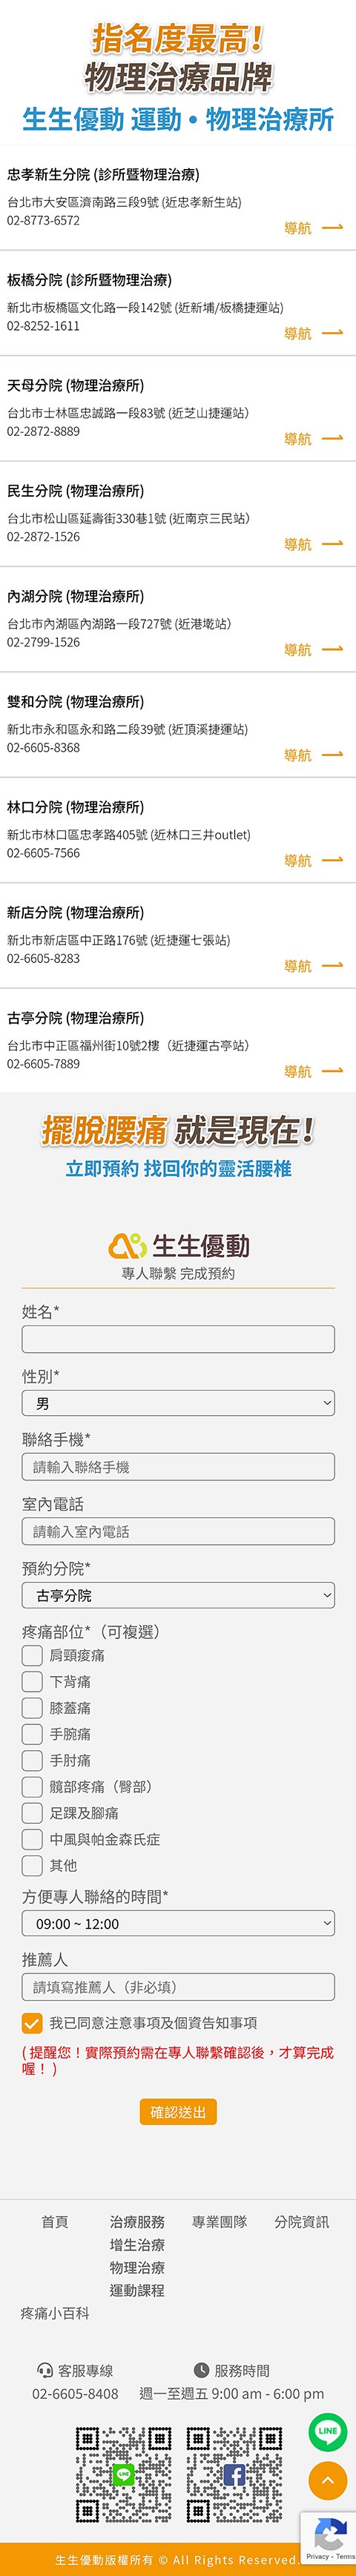 指名度最高!
物理治療品牌
生生優動 運動•物理治療所
忠孝新生分院 (診所暨物理治療)
台北市大安區濟南路三段9號 (近忠孝新生站)
02-8773-6572
導航
板橋分院 (診所暨物理治療)
新北市板橋區文化路一段142號 (近新埔/板橋捷運站)
02-8252-1611
導航
天母分院 (物理治療所)
台北市士林區忠誠路一段83號 (近芝山捷運站)
02-2872-8889
導航
民生分院 (物理治療所)
台北市松山區延壽街330巷1號 (近南京三民站)
02-2872-1526
導航
內湖分院 (物理治療所)
台北市內湖區內湖路一段727號 (近港墘站)
02-2799-1526
導航
雙和分院 (物理治療所)
新北市永和區永和路二段39號 (近頂溪捷運站)
02-6605-8368
導航
林口分院 (物理治療所)
新北市林口區忠孝路405號 (近林口三井outlet)
02-6605-7566
導航
新店分院 (物理治療所)
新北市新店區中正路176號 (近捷運七張站)
02-6605-8283
導航
古亭分院 (物理治療所)
台北市中正區福州街10號2樓（近捷運古亭站）
02-6605-7889
導航
擺脫腰痛 就是現在!
立即預約 找回你的靈活腰椎
生生優動
專人聯繫 完成預約
姓名*
性別*
男
聯絡手機*
請輸入聯絡手機
室內電話
請輸入室內電話
預約分院*
古亭分院
疼痛部位*（可複選）
肩頸痠痛
下背痛
膝蓋痛
手腕痛
手肘痛
髖部疼痛（臀部）
足踝及腳痛
中風與帕金森氏症
其他
方便專人聯絡的時間*
09:00 ~ 12:00
推薦人
請填寫推薦人（非必填）
我已同意注意事項及個資告知事項
( 提醒您！實際預約需在專人聯繫確認後，才算完成
喔！ )
確認送出
首頁 治療服務 專業團隊 分院資訊
增生治療
物理治療
運動課程
疼痛小百科
客服專線 服務時間
02-6605-8408 週一至週五 9:00 am - 6:00 pm
LINE
LINE
Privacy - Terms
生生優動版權所有 © All Rights Reserved.